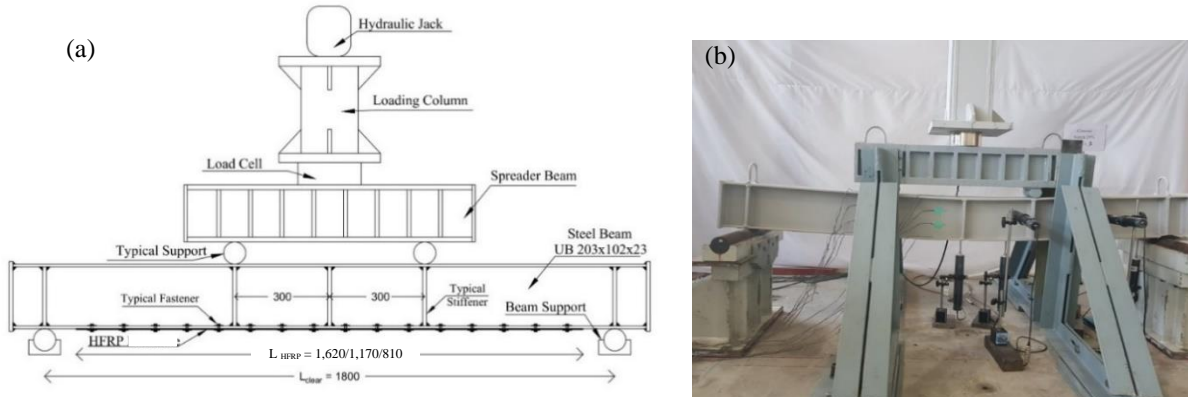 (a)
Hydraulic Jack
Loading Column
Load Cell
Spreader Beam
Typical Support
Steel Beam
UB 203x102x23
Typical Fastener
300
300
Typical
Stiffener
Beam Support
HFRP
L HFRP = 1,620/1,170/810
Lclear = 1800
(b)